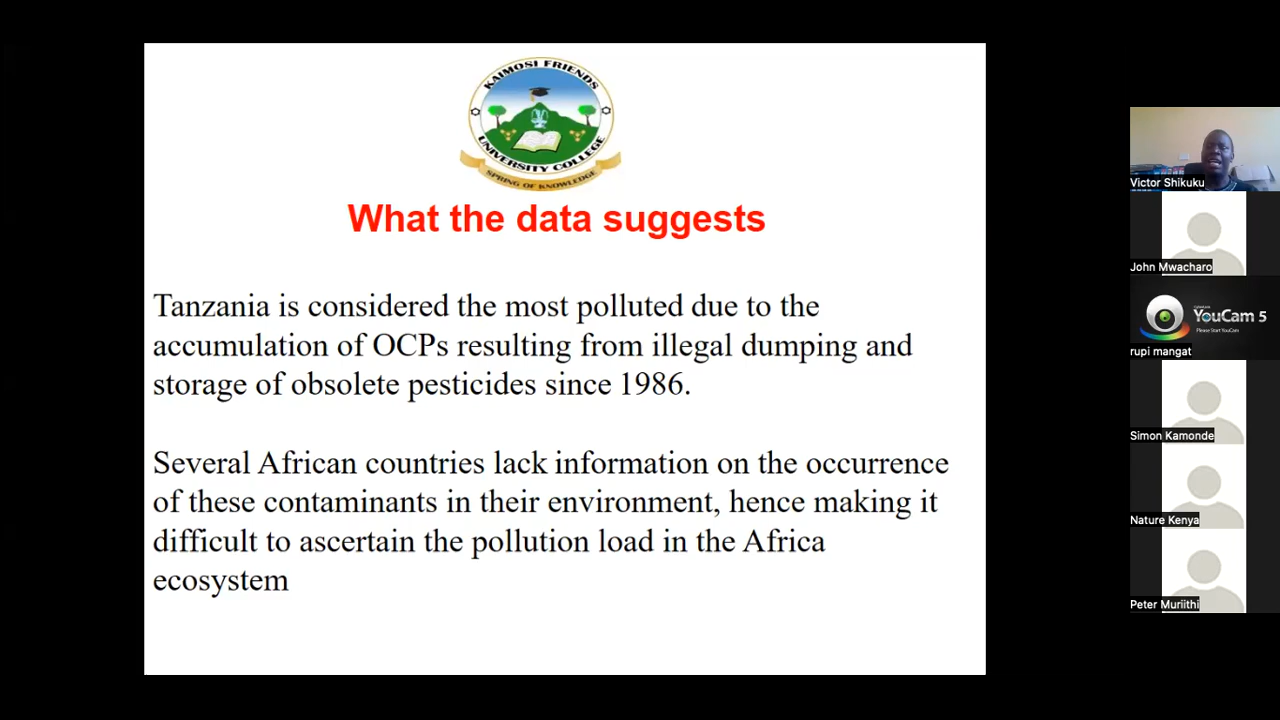 KAIMOSI FRIENDS
UNIVERSITY COLLEGE
SPRING OF KNOWLEDGE
What the data suggests
Tanzania is considered the most polluted due to the
accumulation of OCPs resulting from illegal dumping and
storage of obsolete pesticides since 1986.
Several African countries lack information on the occurrence
of these contaminants in their environment, hence making it
difficult to ascertain the pollution load in the Africa
ecosystem
Victor Shikuku
John Mwacharo
YouCam 5
Please Start YouCam
rupi mangat
Simon Kamonde
Nature Kenya
Peter Muriithi